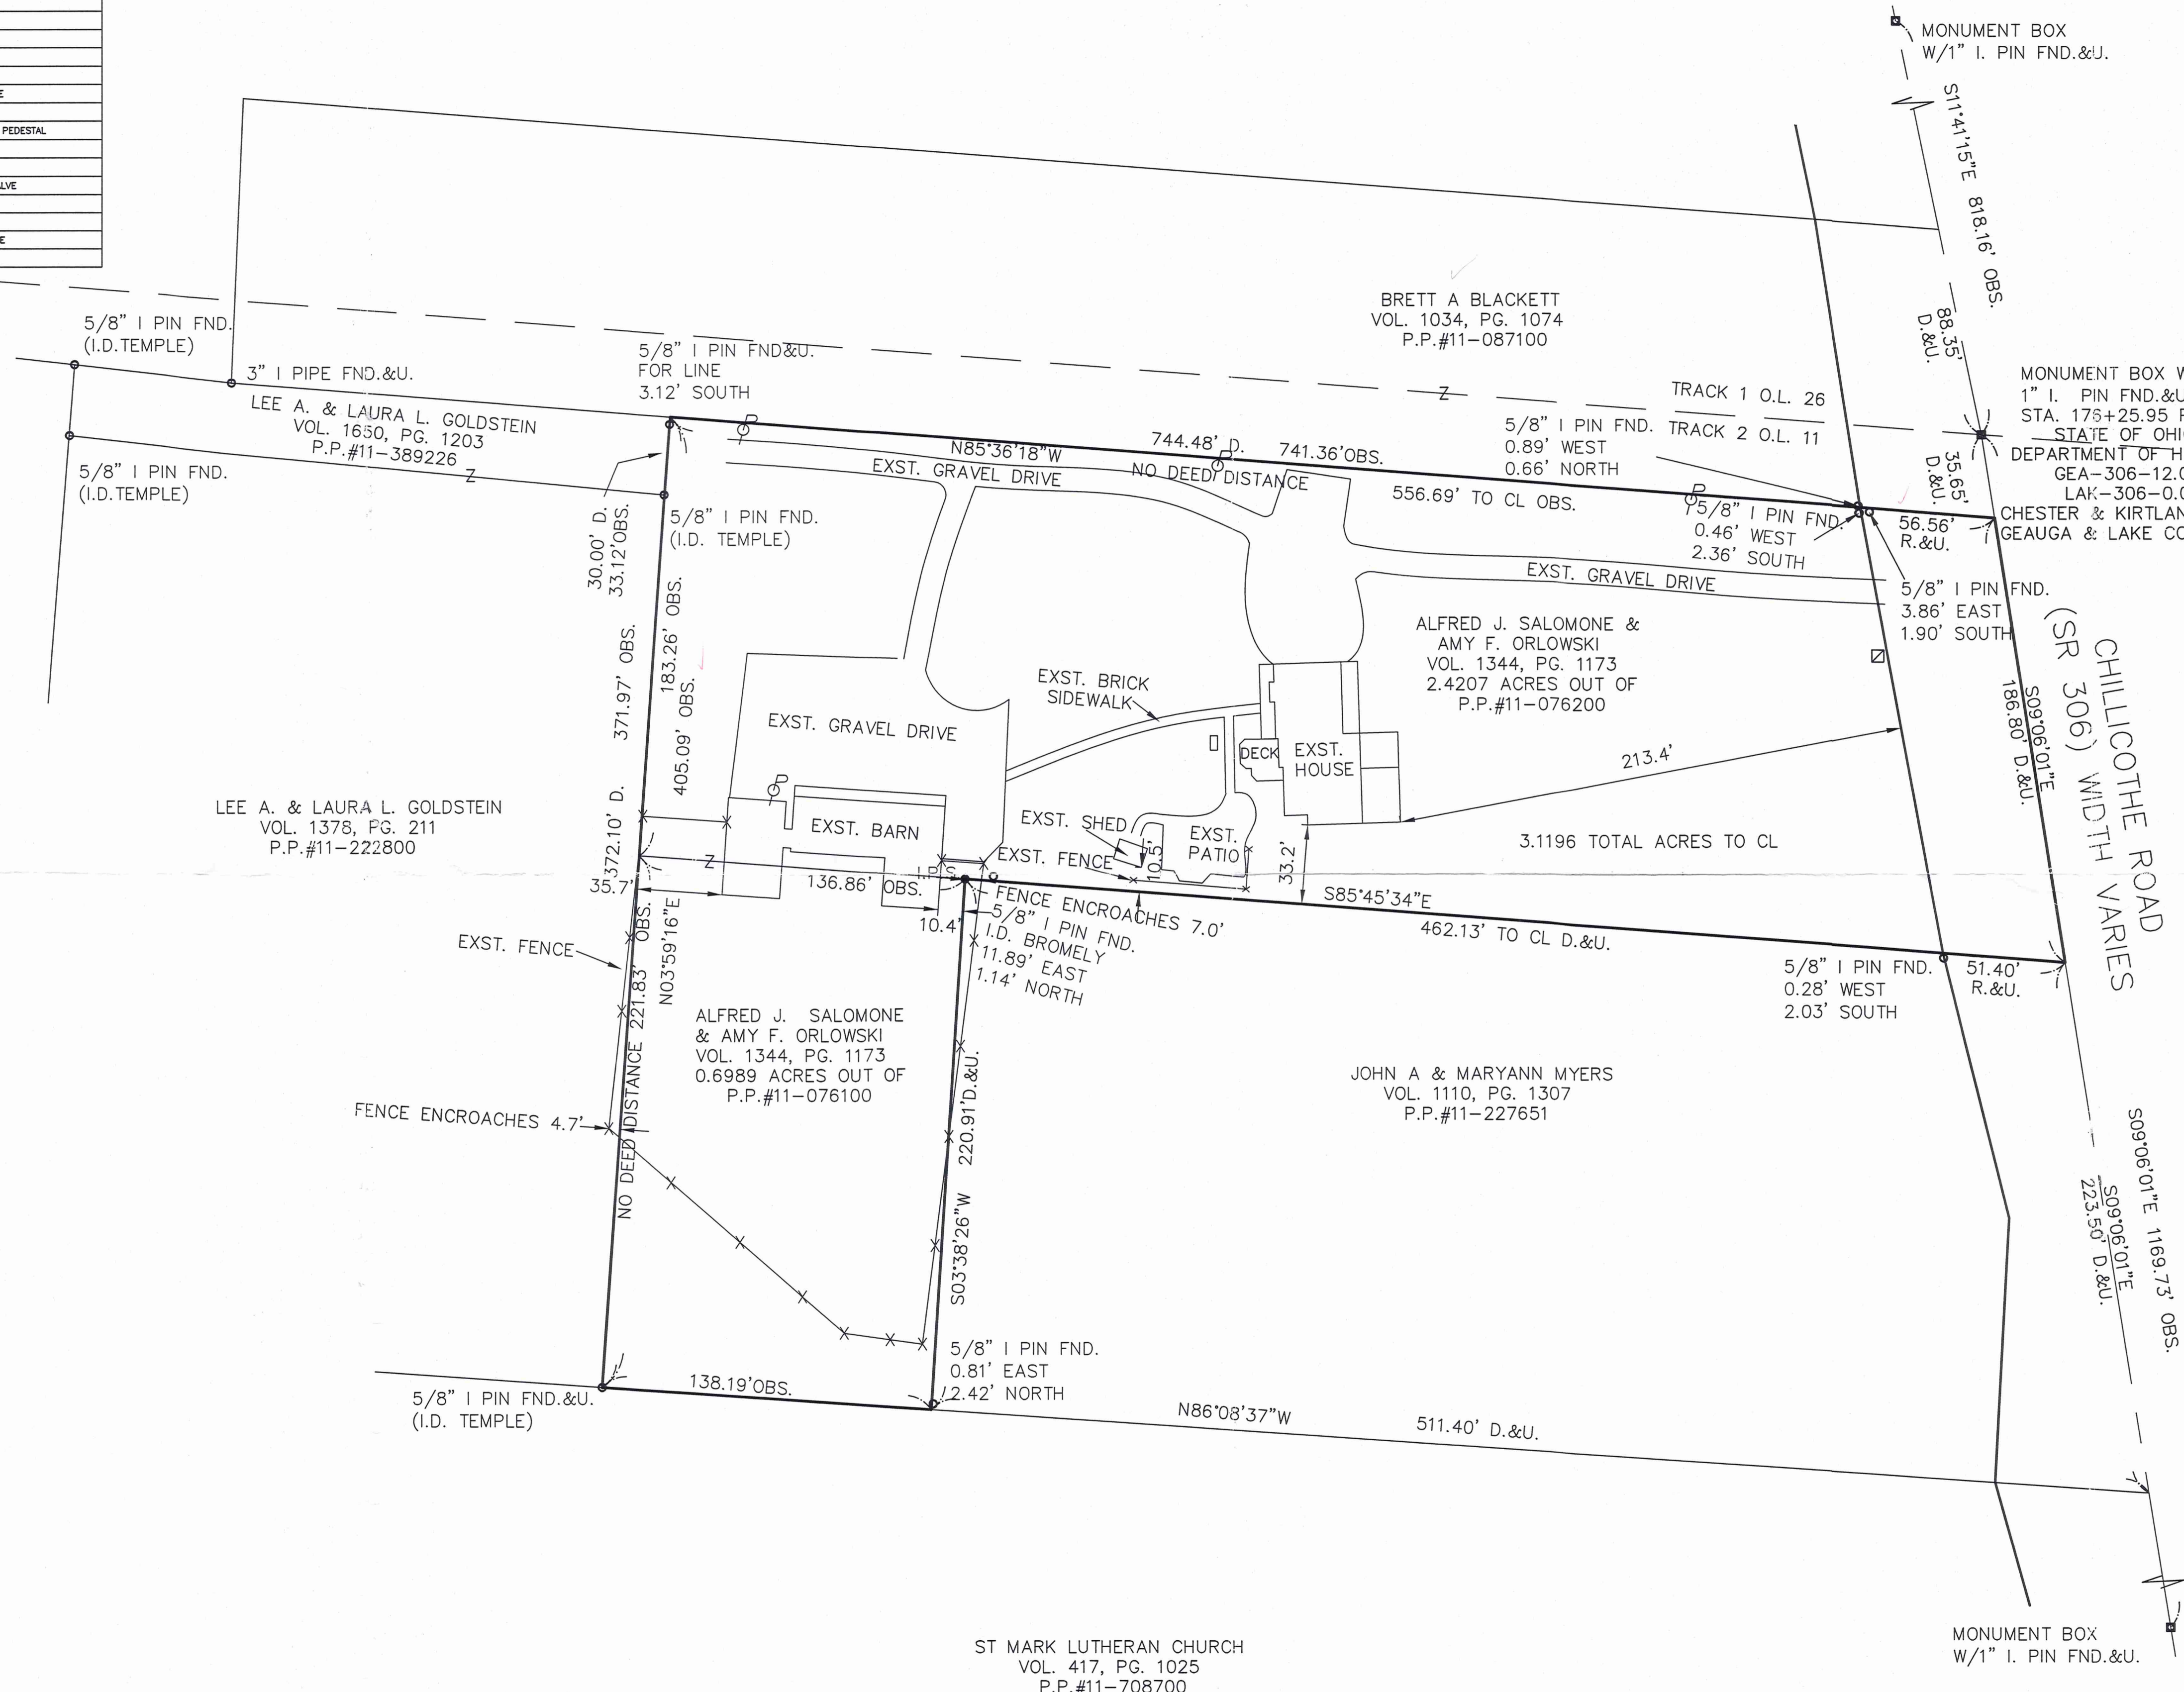 PEDESTAL
MONUMENT BOX
W/1" I. PIN FND.&U.
S11°41'15"E 818.16' OBS.
88.35'
D.&U.
BRETT A BLACKETT
VOL. 1034, PG. 1074
P.P.#11-087100
5/8" I PIN FND.
(I.D.TEMPLE)
3" I PIPE FND.&U.
5/8" I PIN FND&U.
FOR LINE
3.12' SOUTH
LEE A. & LAURA L. GOLDSTEIN
VOL. 1650, PG. 1203
P.P.#11-389226
5/8" I PIN FND.
(I.D. TEMPLE)
Z
Z
TRACK 1 O.L. 26
TRACK 2 O.L. 11
5/8" I PIN FND.
0.89' WEST
0.66' NORTH
MONUMENT BOX
1" I. PIN FND.&U
STA. 176+25.95
STATE OF
DEPARTMENT OF
GEA-306-12.0
LAK-306-0.0
CHESTER & KIRTLAN
GEAUGA & LAKE
35.65'
D.&U.
N85°36'18"W
744.48' D.
741.36'OBS.
NO DEED DISTANCE
556.69' TO CL OBS.
EXST. GRAVEL DRIVE
5/8" I PIN FND.
0.46' WEST
2.36' SOUTH
56.56'
R.&U.
5/8" I PIN FND.
3.86' EAST
1.90' SOUTH
5/8" I PIN FND.
(I.D. TEMPLE)
30.00' D.
33.12'OBS.
EXST. GRAVEL DRIVE
183.26' OBS.
405.09' OBS.
371.97' OBS.
372.10' D.
ALFRED J. SALOMONE &
AMY F. ORLOWSKI
VOL. 1344, PG. 1173
2.4207 ACRES OUT OF
P.P.#11-076200
CHILLICOTHE ROAD
(SR 306) WIDTH VARIES
S09°06'01"E
186.80' D.&U.
EXST. BRICK
SIDEWALK
EXST. GRAVEL DRIVE
DECK
EXST.
HOUSE
213.4'
LEE A. & LAURA L. GOLDSTEIN
VOL. 1378, PG. 211
P.P.#11-222800
EXST. BARN
EXST. SHED
EXST.
PATIO
10.5'
33.2'
3.1196 TOTAL ACRES TO CL
EXST. FENCE
Z
136.86' OBS.
35.7'
10.4'
FENCE ENCROACHES 7.0'
5/8" I PIN FND.
I.D. BROMELY
11.89' EAST
1.14' NORTH
S85°45'34"E
462.13' TO CL D.&U.
EXST. FENCE
N03°59'16"E
NO DEED DISTANCE 221.83' OBS.
5/8" I PIN FND.
0.28' WEST
2.03' SOUTH
51.40'
R.&U.
ALFRED J. SALOMONE
& AMY F. ORLOWSKI
VOL. 1344, PG. 1173
0.6989 ACRES OUT OF
P.P.#11-076100
JOHN A & MARYANN MYERS
VOL. 1110, PG. 1307
P.P.#11-227651
FENCE ENCROACHES 4.7'
S03°38'26"W 220.91'D.&U.
S09°06'01"E
223.50' D.&U.
S09°06'01"E 1169.73' OBS.
5/8" I PIN FND.
0.81' EAST
2.42' NORTH
138.19'OBS.
5/8" I PIN FND.&U.
(I.D. TEMPLE)
N86°08'37"W
511.40' D.&U.
ST MARK LUTHERAN CHURCH
VOL. 417, PG. 1025
P.P.#11-708700
MONUMENT BOX
W/1" I. PIN FND.&U.